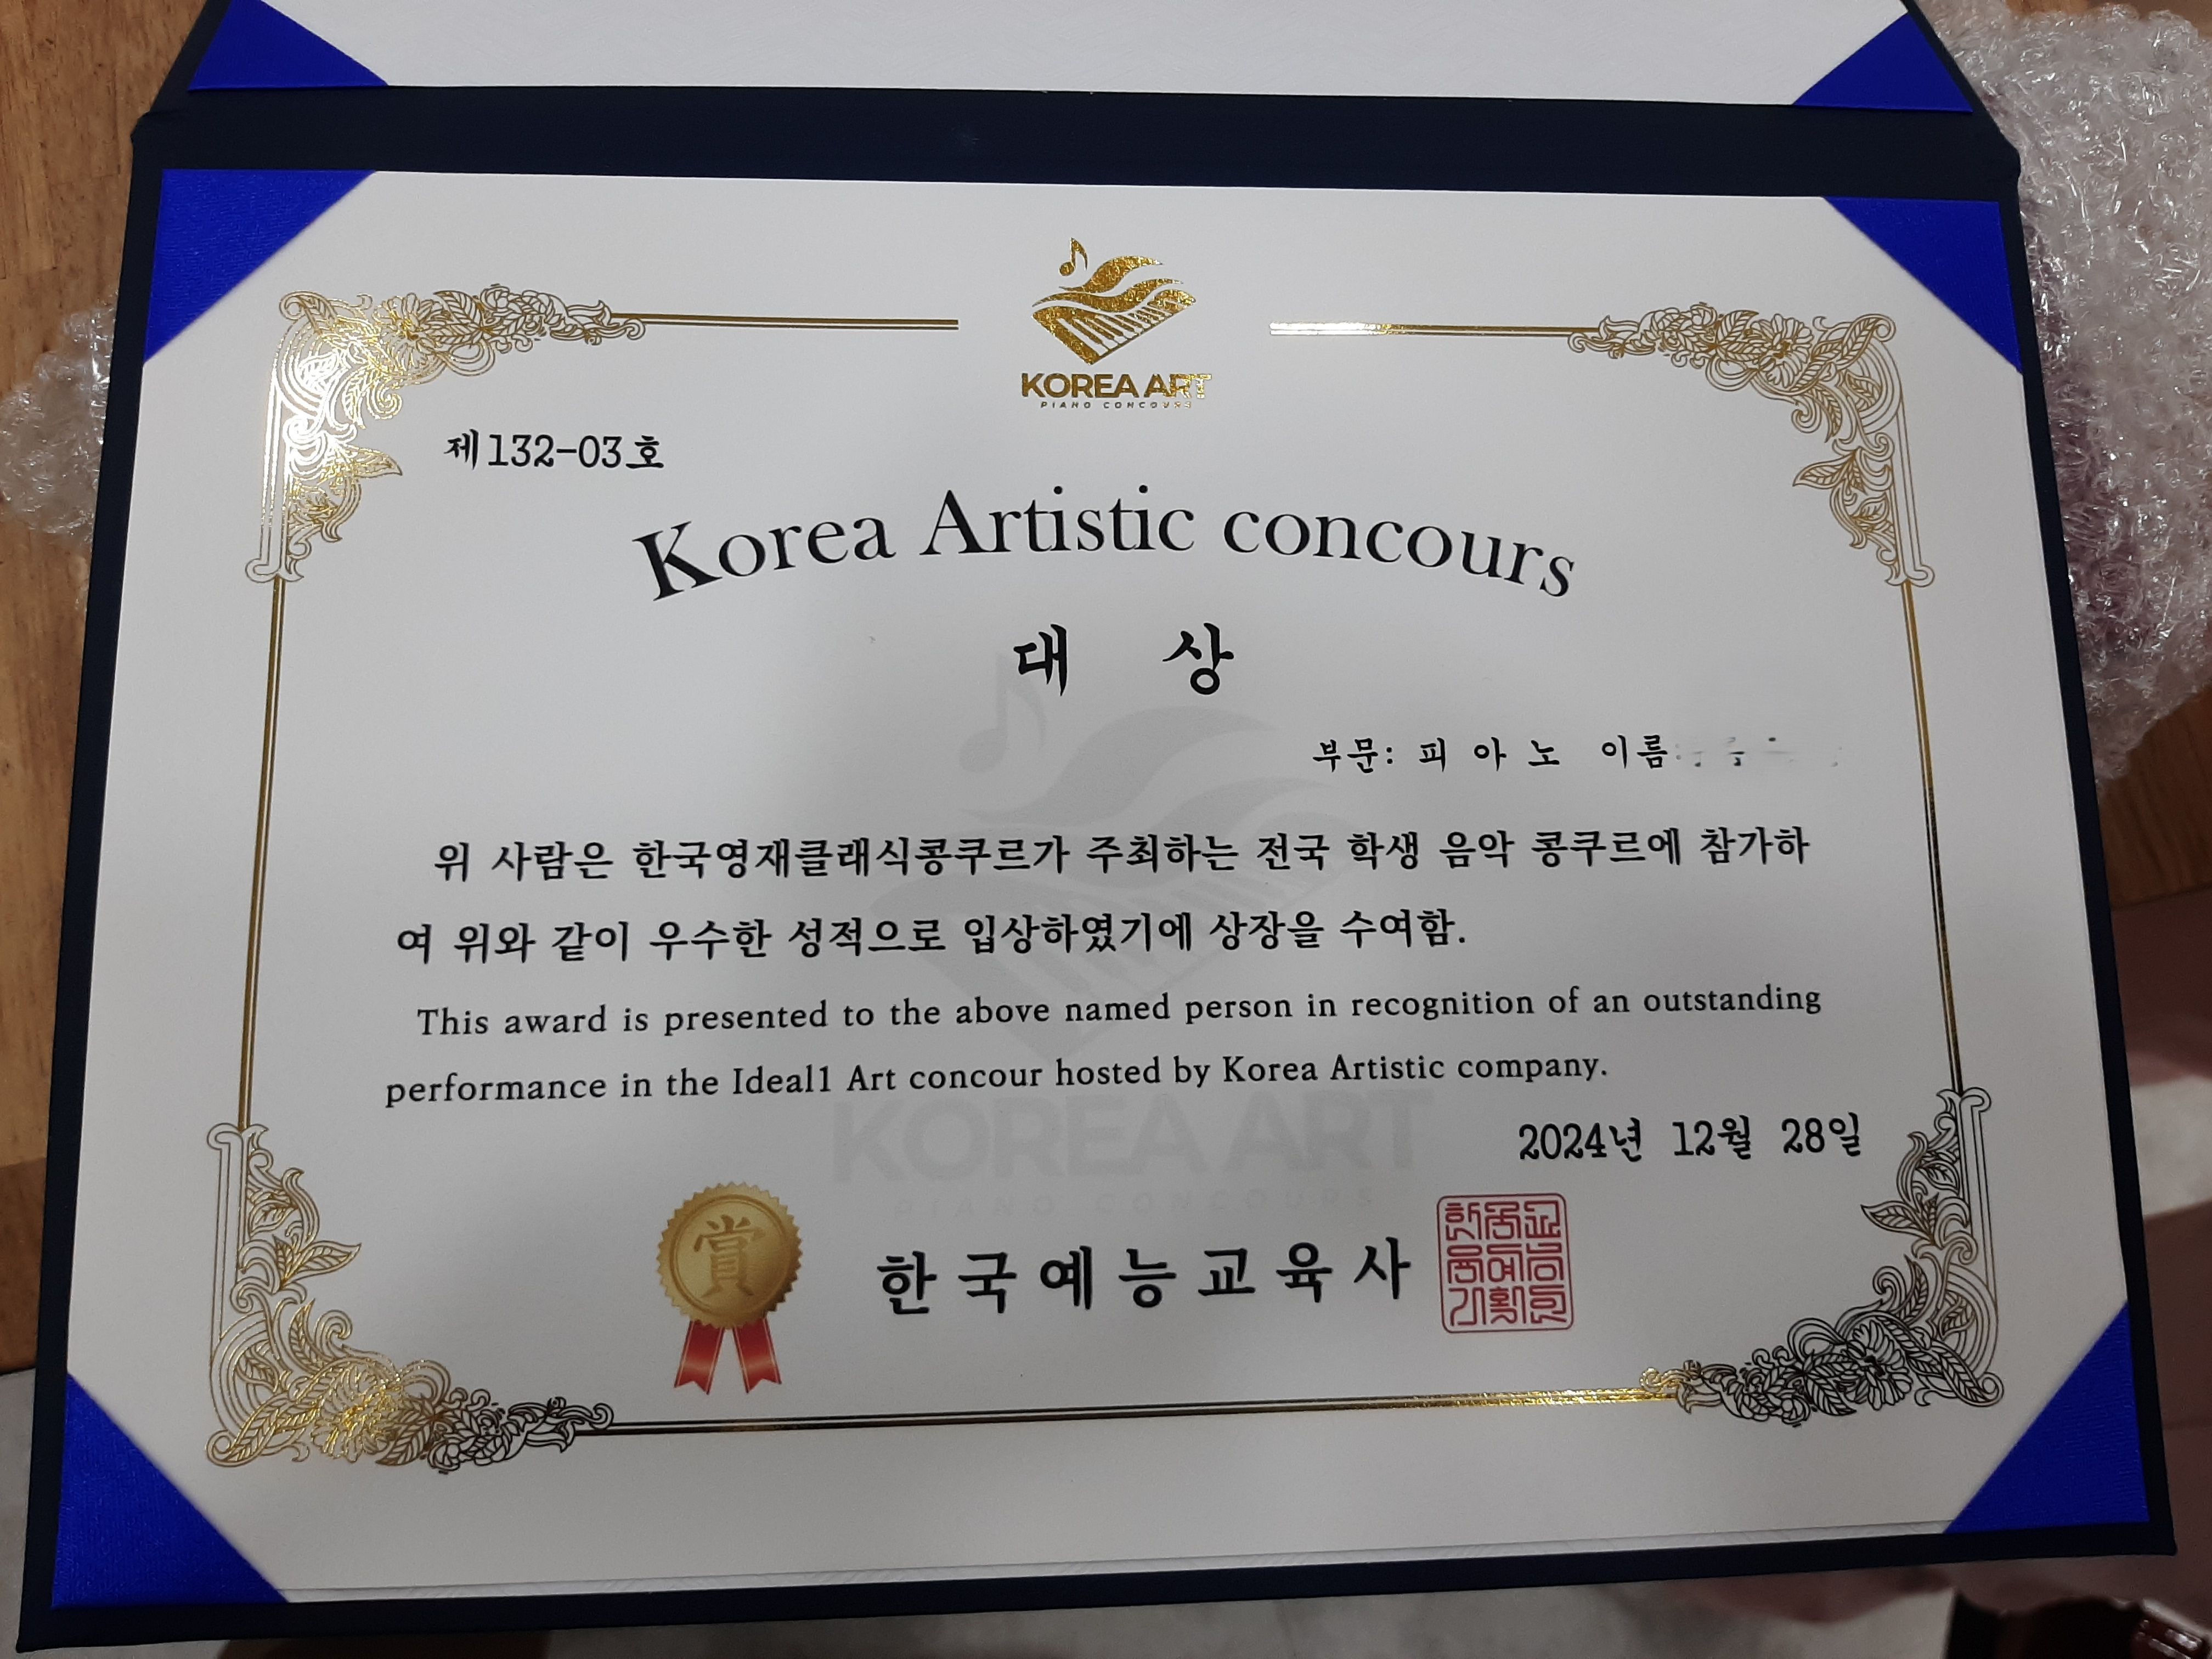 KOREA ART
PIANO CONCOURS
제132-03호
Korea Artistic concours
대 상
부문: 피 아 노 이름
위 사람은 한국영재클래식콩쿠르가 주최하는 전국 학생 음악 콩쿠르에 참가하
여 위와 같이 우수한 성적으로 입상하였기에 상장을 수여함.
This award is presented to the above named person in recognition of an outstanding
performance in the Ideal1 Art concour hosted by Korea Artistic company.
KOREA ART
PIANO CONCOURS
2024년 12월 28일
賞
한국예능교육사